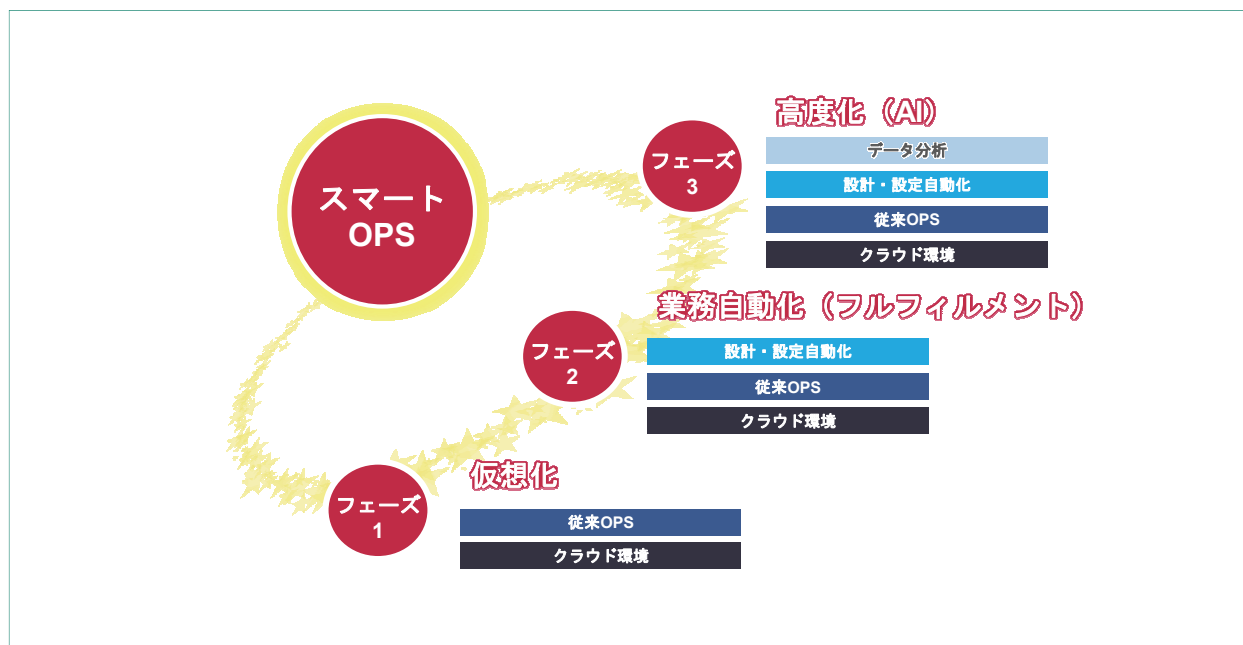 スマート
OPS
フェーズ
3
高度化（AI）
データ分析
設計・設定自動化
従来OPS
クラウド環境
フェーズ
2
業務自動化（フルフィルメント）
設計・設定自動化
従来OPS
クラウド環境
フェーズ
1
仮想化
従来OPS
クラウド環境